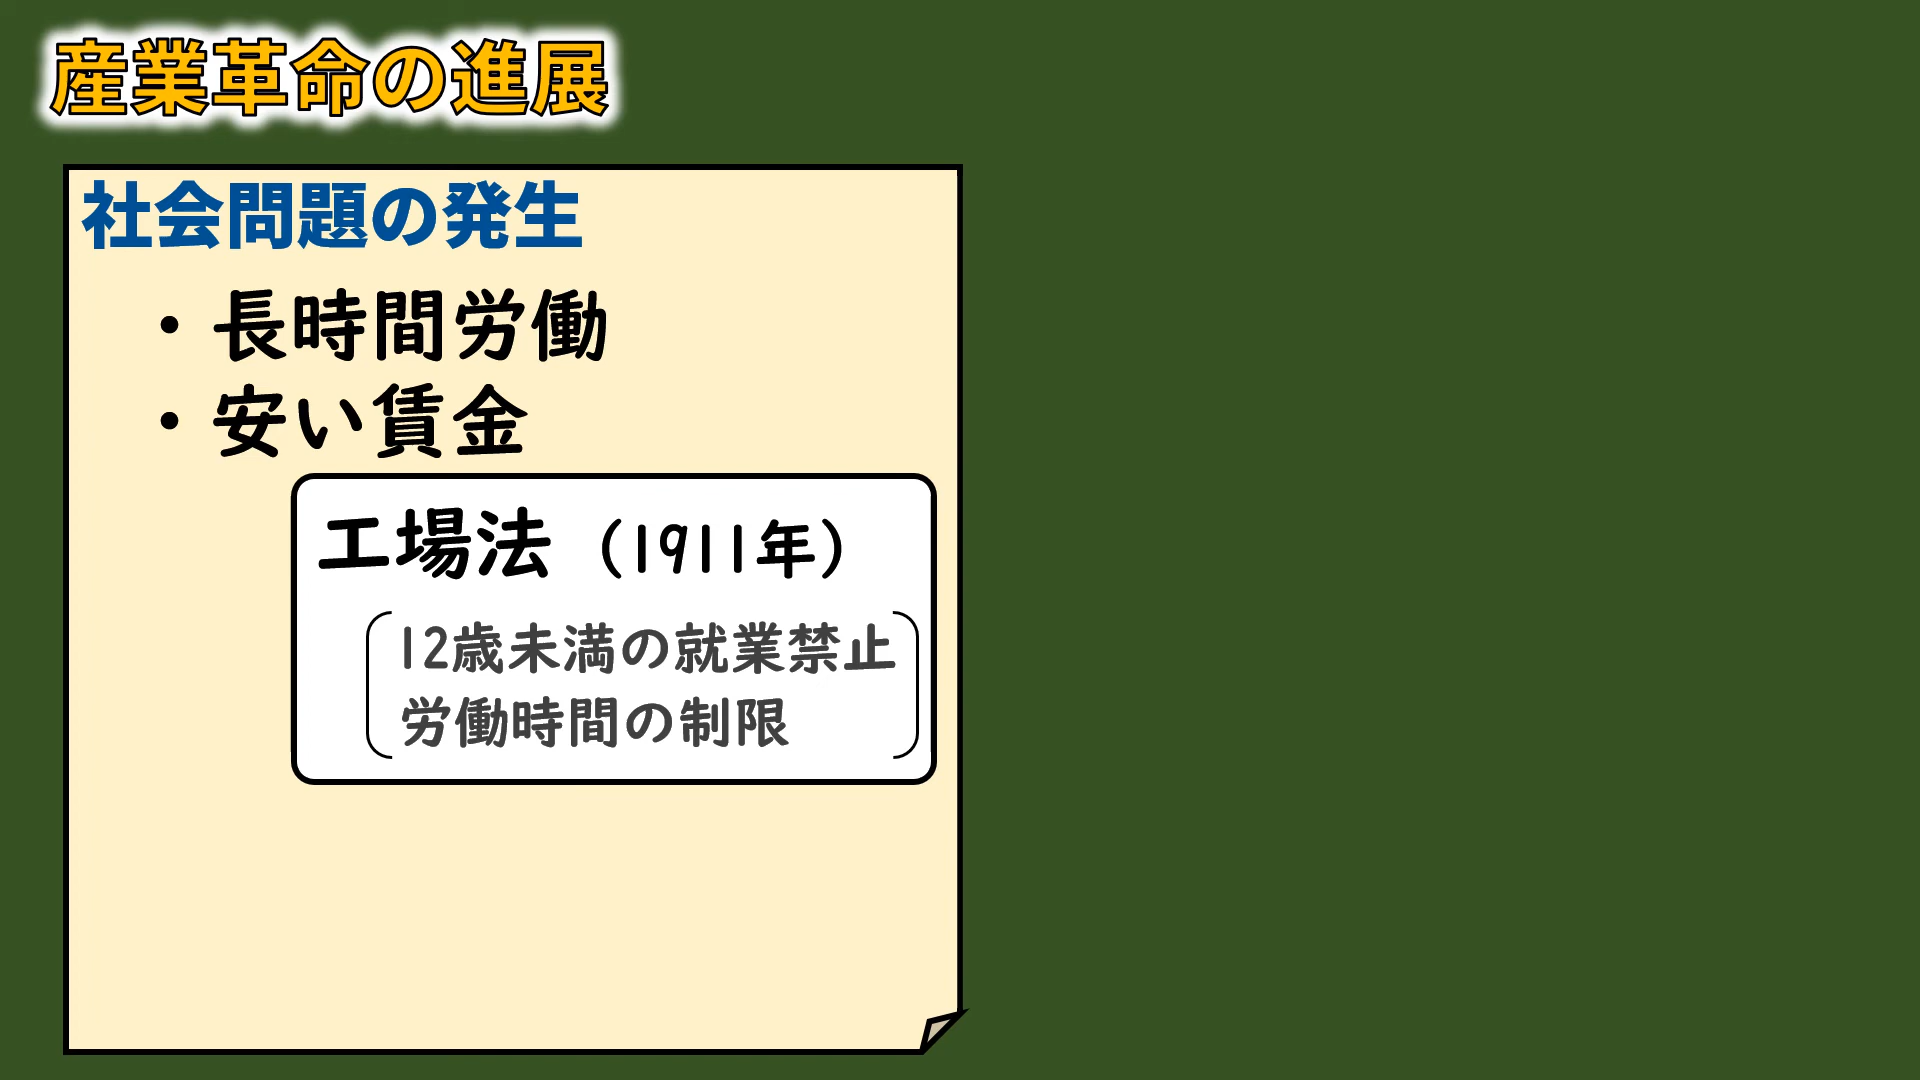 産業革命の進展
社会問題の発生
・長時間労働
・安い賃金
工場法（1911年）
12歳未満の就業禁止
労働時間の制限